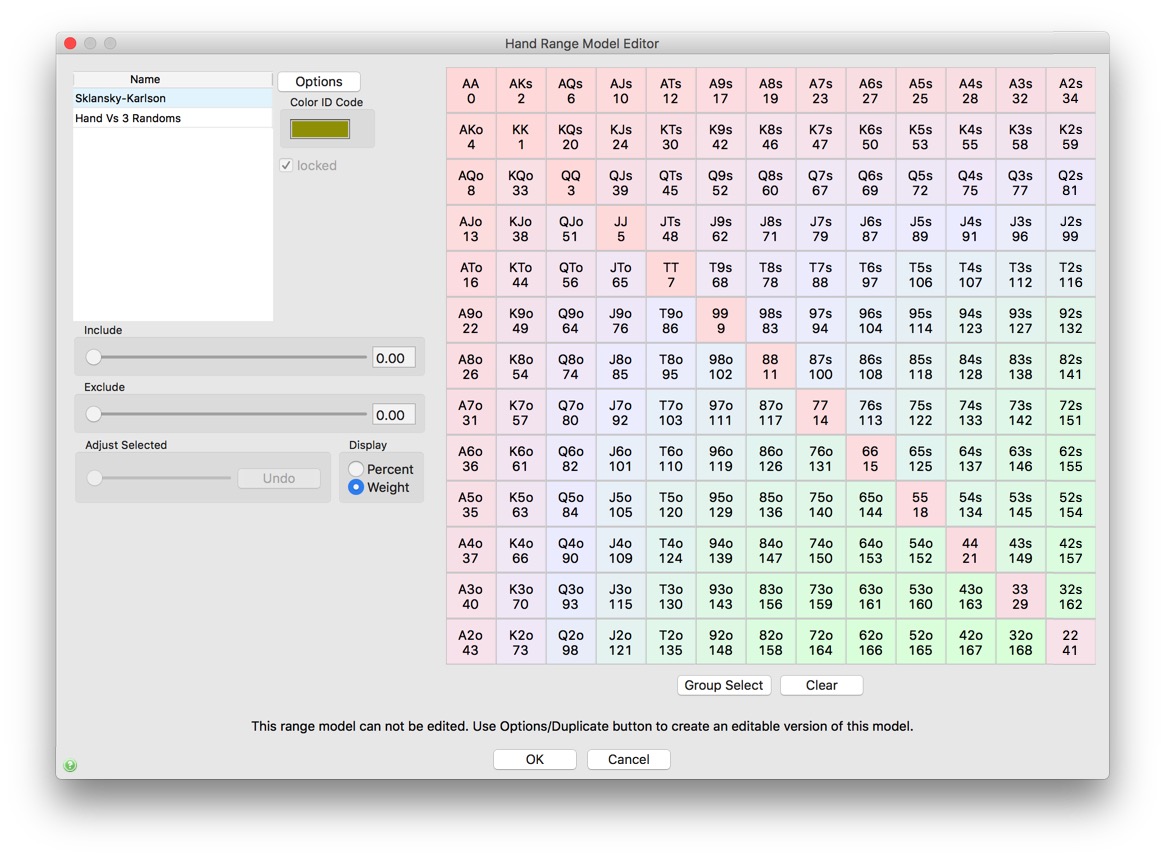 Hand Range Model Editor
Name
Sklansky-Karlson
Hand Vs 3 Randoms
Options
Color ID Code
locked
Include
0.00
Exclude
0.00
Adjust Selected
Undo
Display
Percent
Weight
AA AKs AQs AJs ATs A9s A8s A7s A6s A5s A4s A3s A2s
0 2 6 10 12 17 19 23 27 25 28 32 34
AKo KK KQs KJs KTs K9s K8s K7s K6s K5s K4s K3s K2s
4 1 20 24 30 42 46 47 50 53 55 58 59
AQo KQo QQ QJs QTs Q9s Q8s Q7s Q6s Q5s Q4s Q3s Q2s
8 33 3 39 45 52 60 67 69 72 75 77 81
AJo KJo QJo JJ JTs J9s J8s J7s J6s J5s J4s J3s J2s
13 38 51 5 48 62 71 79 87 89 91 96 99
ATo KTo QTo JTo TT T9s T8s T7s T6s T5s T4s T3s T2s
16 44 56 65 7 68 78 88 97 106 107 112 116
A9o K9o Q9o J9o T9o 99 98s 97s 96s 95s 94s 93s 92s
22 49 64 76 86 9 83 94 104 114 123 127 132
A8o K8o Q8o J8o T8o 98o 88 87s 86s 85s 84s 83s 82s
26 54 74 85 95 102 11 100 108 118 128 138 141
A7o K7o Q7o J7o T7o 97o 87o 77 76s 75s 74s 73s 72s
31 57 80 92 103 111 117 14 113 122 133 142 151
A6o K6o Q6o J6o T6o 96o 86o 76o 66 65s 64s 63s 62s
36 61 82 101 110 119 126 131 15 125 137 146 155
A5o K5o Q5o J5o T5o 95o 85o 75o 65o 55 54s 53s 52s
35 63 84 105 120 129 136 140 144 18 134 145 154
A4o K4o Q4o J4o T4o 94o 84o 74o 64o 54o 44 43s 42s
37 66 90 109 124 139 147 150 153 152 21 149 157
A3o K3o Q3o J3o T3o 93o 83o 73o 63o 53o 43o 33 32s
40 70 93 115 130 143 156 159 161 160 163 29 162
A2o K2o Q2o J2o T2o 92o 82o 72o 62o 52o 42o 32o 22
43 73 98 121 135 148 158 164 166 165 167 168 41
Group Select
Clear
This range model can not be edited. Use Options/Duplicate button to create an editable version of this model.
?
OK
Cancel